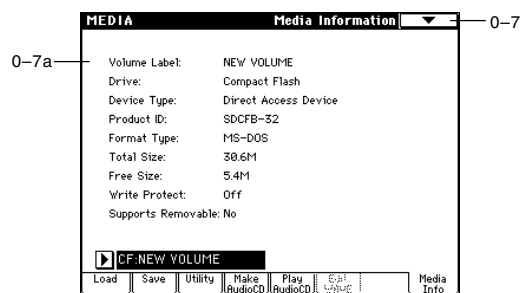 MEDIA Media Information
0–7
0–7a
Volume Label: NEW VOLUME
Drive: Compact Flash
Device Type: Direct Access Device
Product ID: SDCFB-32
Format Type: MS-DOS
Total Size: 30.6M
Free Size: 5.4M
Write Protect: Off
Supports Removable: No
CF:NEW VOLUME
Load Save Utility Make AudioCD Play AudioCD Edit WAVE Media Info